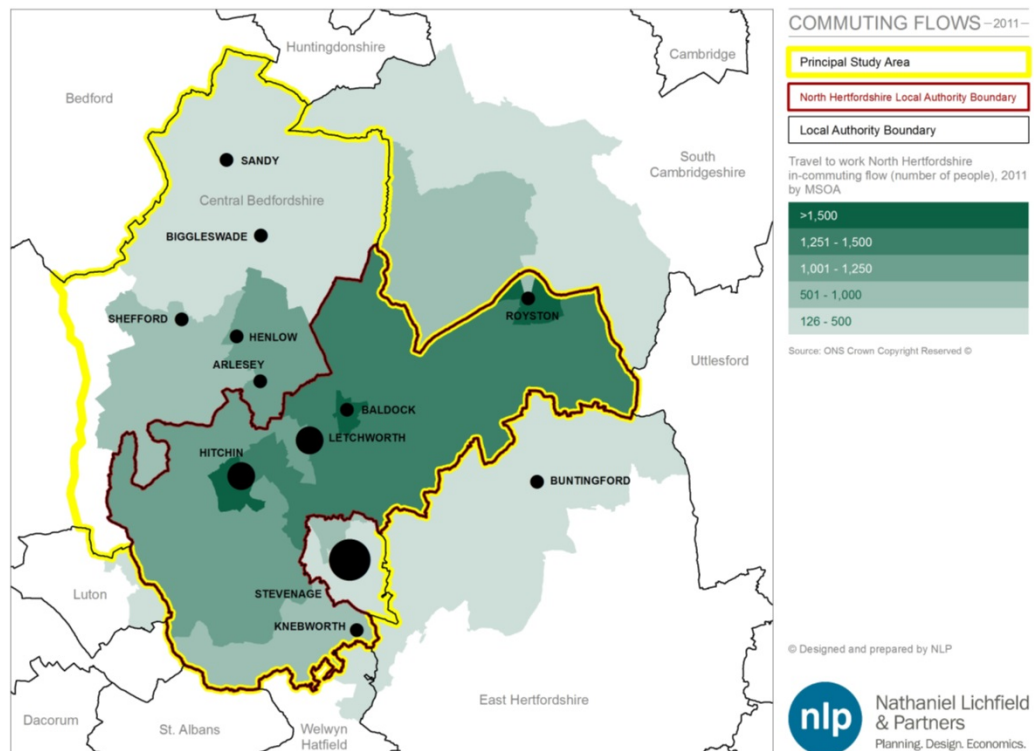 Huntingdonshire
Cambridge
Bedford
SANDY
South
Cambridgeshire
Central Bedfordshire
BIGGLESWADE
SHEFFORD
HENLOW
ROYSTON
ARLESEY
Uttlesford
BALDOCK
LETCHWORTH
HITCHIN
BUNTINGFORD
STEVENAGE
Luton
KNEBWORTH
East Hertfordshire
Dacorum
St. Albans
Welwyn
Hatfield
COMMUTING FLOWS – 2011 –
Principal Study Area
North Hertfordshire Local Authority Boundary
Local Authority Boundary
Travel to work North Hertfordshire
in-commuting flow (number of people), 2011
by MSOA
>1,500
1,251 - 1,500
1,001 - 1,250
501 - 1,000
126 - 500
Source: ONS Crown Copyright Reserved ©
© Designed and prepared by NLP
nlp
Nathaniel Lichfield
& Partners
Planning. Design. Economics.